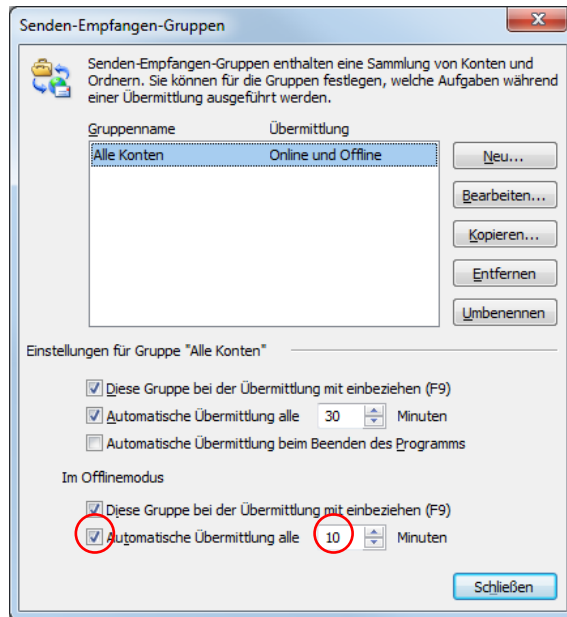 Senden-Empfangen-Gruppen
Senden-Empfangen-Gruppen enthalten eine Sammlung von Konten und
Ordnern. Sie können für die Gruppen festlegen, welche Aufgaben während
einer Übermittlung ausgeführt werden.
Gruppenname Übermittlung
Alle Konten Online und Offline
Neu...
Bearbeiten...
Kopieren...
Entfernen
Umbenennen
Einstellungen für Gruppe "Alle Konten"
Diese Gruppe bei der Übermittlung mit einbeziehen (F9)
Automatische Übermittlung alle 30 Minuten
Automatische Übermittlung beim Beenden des Programms
Im Offlinemodus
Diese Gruppe bei der Übermittlung mit einbeziehen (F9)
Automatische Übermittlung alle 10 Minuten
Schließen